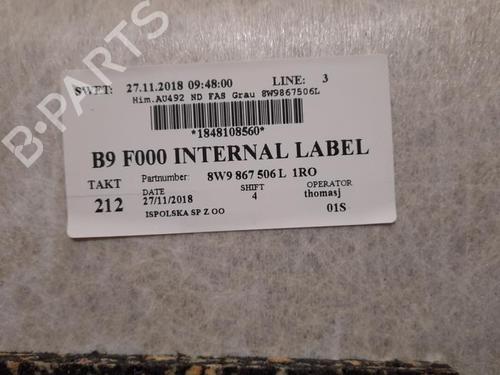 B-PARTS
SWET: 27.11.2018 09:48:00 LINE: 3
Him.AU492 ND FAS Grau 8W9867506L
*1848108560*
B9 F000 INTERNAL LABEL
TAKT Partnumber: 8W9 867 506 L 1RO
DATE SHIFT OPERATOR
212 27/11/2018 4 thomasj
ISPOLSKA SP Z OO 01S